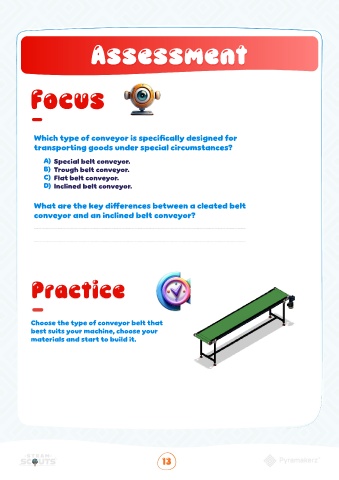 Assessment
Focus
Which type of conveyor is specifically designed for
transporting goods under special circumstances?
A) Special belt conveyor.
B) Trough belt conveyor.
C) Flat belt conveyor.
D) Inclined belt conveyor.
What are the key differences between a cleated belt
conveyor and an inclined belt conveyor?
Practice
Choose the type of conveyor belt that
best suits your machine, choose your
materials and start to build it.
SCOUTS
13